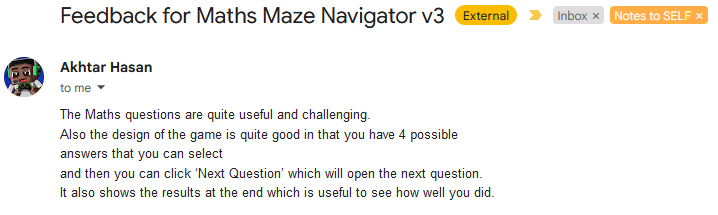 Feedback for Maths Maze Navigator v3 External Inbox × Notes to SELF ×
Akhtar Hasan
to me
The Maths questions are quite useful and challenging.
Also the design of the game is quite good in that you have 4 possible
answers that you can select
and then you can click ‘Next Question’ which will open the next question.
It also shows the results at the end which is useful to see how well you did.